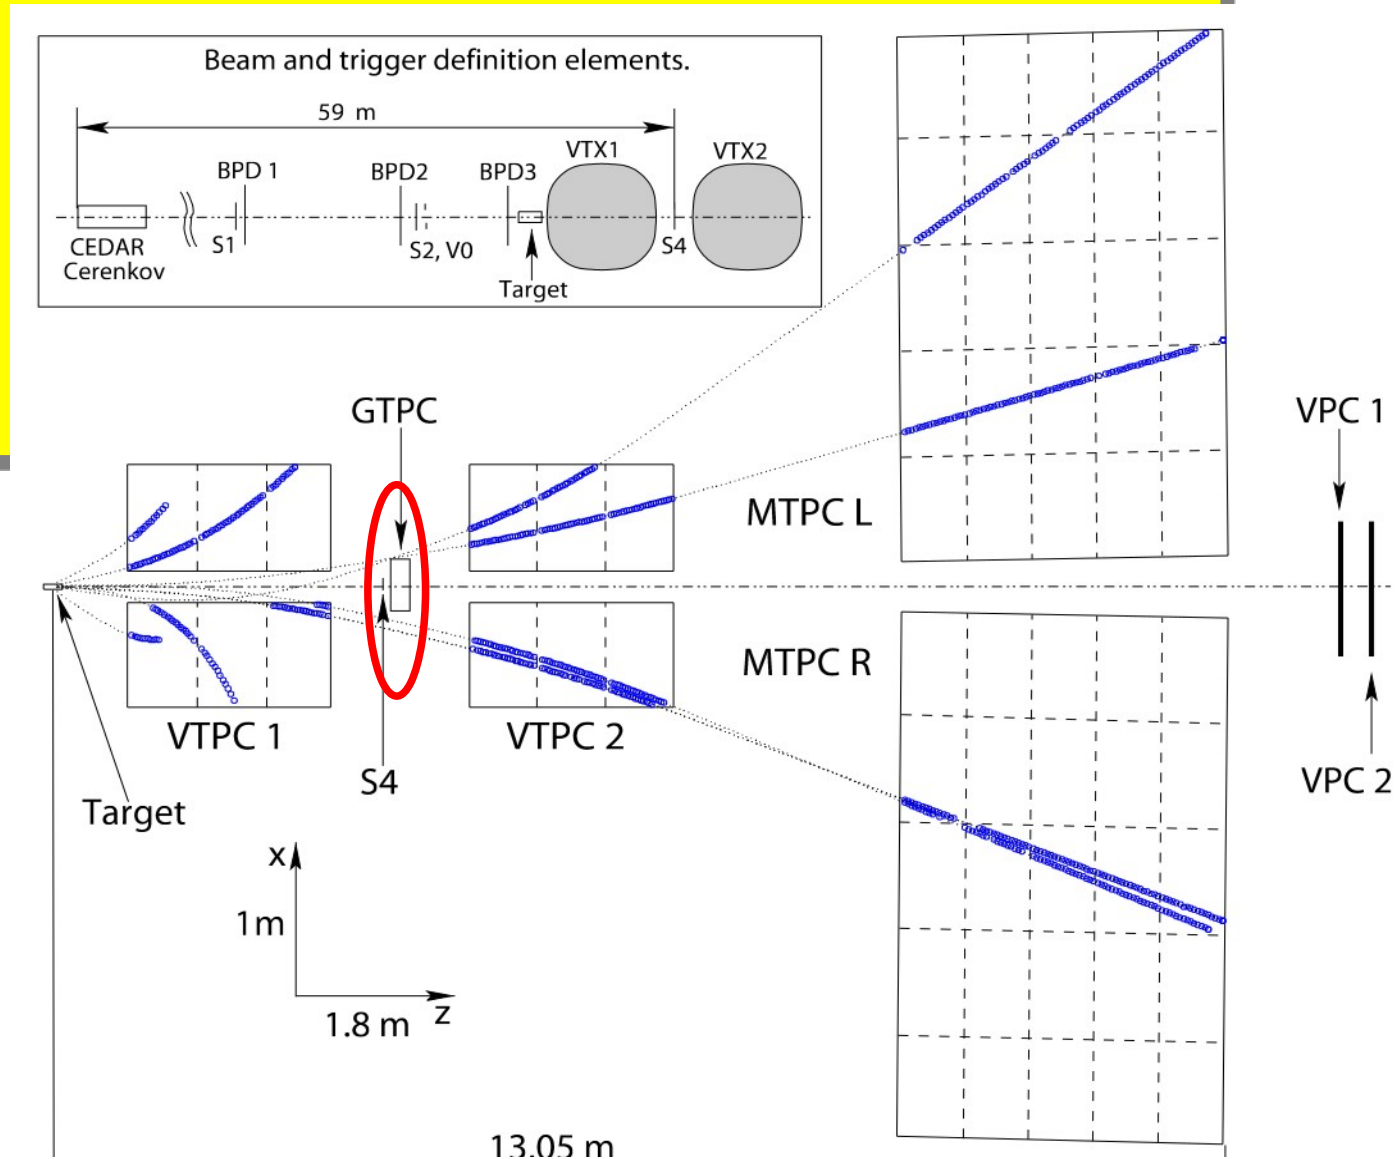 Beam and trigger definition elements.
59 m
VTX1
VTX2
BPD 1
BPD2
BPD3
CEDAR
Cerenkov
S1
S2, V0
S4
Target
GTPC
VPC 1
MTPC L
MTPC R
VTPC 1
VTPC 2
S4
VPC 2
Target
x
1m
1.8 m
z
13.05 m